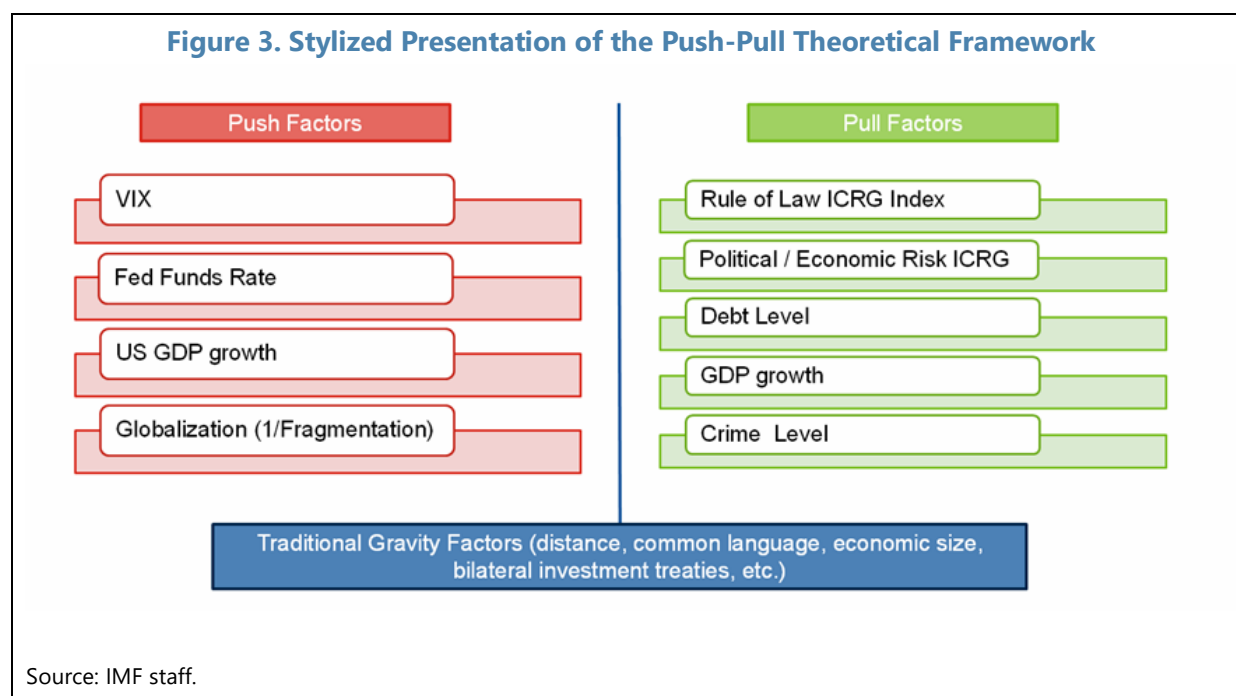 Figure 3. Stylized Presentation of the Push-Pull Theoretical Framework
Push Factors
VIX
Fed Funds Rate
US GDP growth
Globalization (1/Fragmentation)
Pull Factors
Rule of Law ICRG Index
Political / Economic Risk ICRG
Debt Level
GDP growth
Crime Level
Traditional Gravity Factors (distance, common language, economic size,
bilateral investment treaties, etc.)
Source: IMF staff.